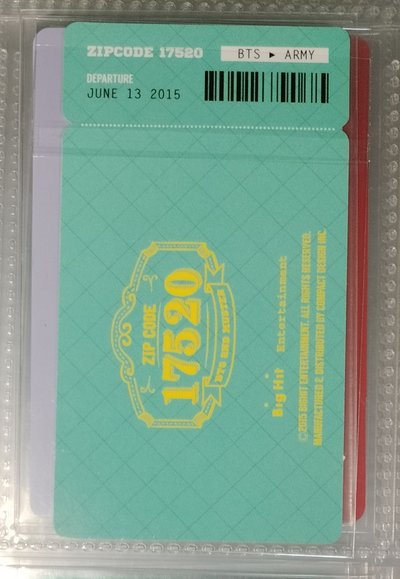 ZIPCODE 17520
BTS ▸ ARMY
DEPARTURE
JUNE 13 2015
ZIP CODE
17520
BTS 2ND MUSTER
Big Hit Entertainment
©2015 BIGHIT ENTERTAINMENT. ALL RIGHTS RESERVED.
MANUFACTURED & DISTRIBUTED BY COMPACT DESIGN INC.